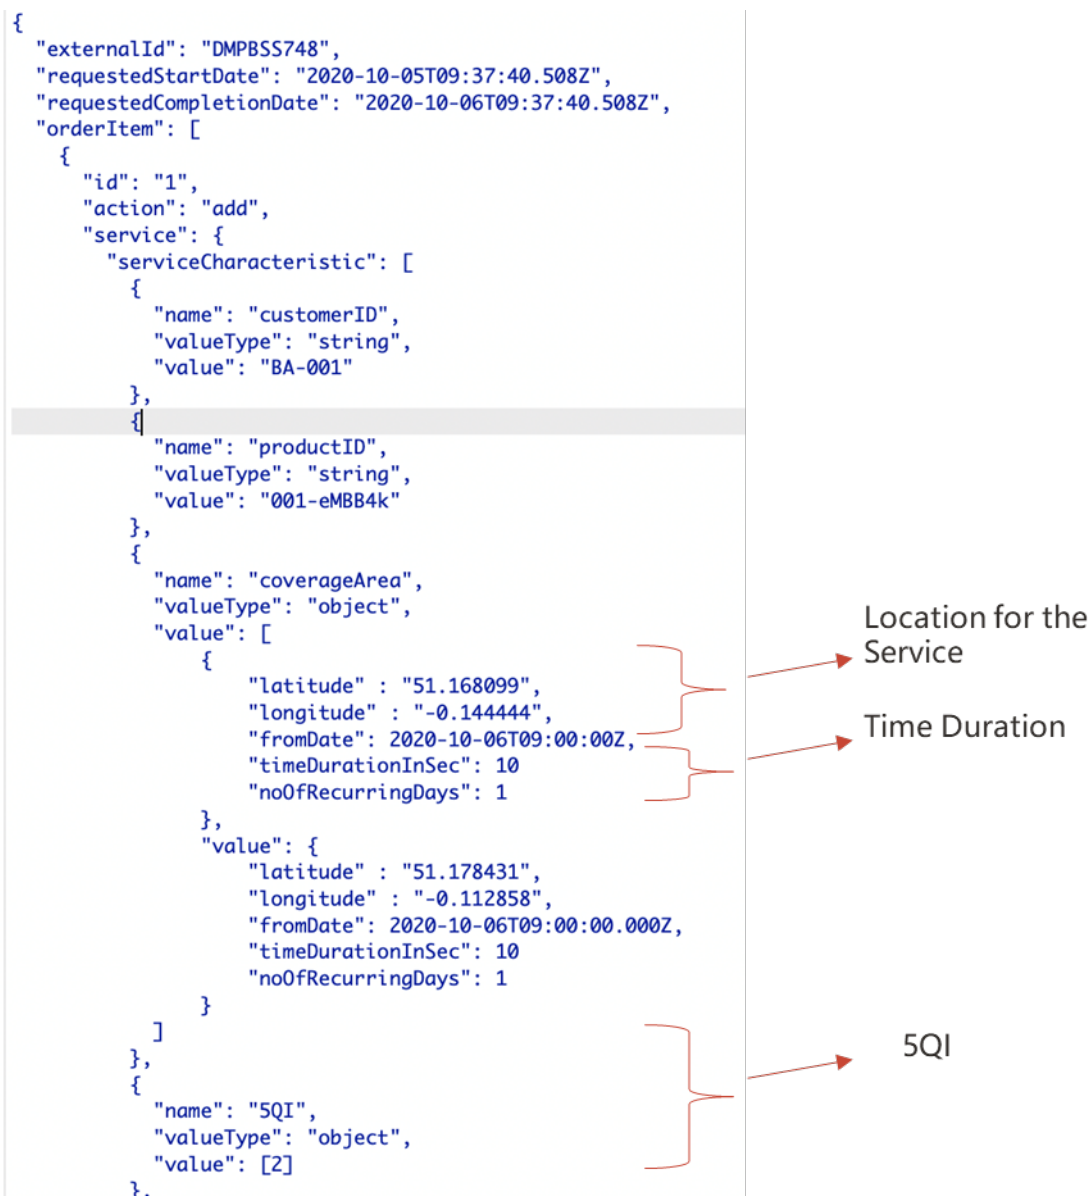 {
"externalId": "DMPBSS748",
"requestedStartDate": "2020-10-05T09:37:40.508Z",
"requestedCompletionDate": "2020-10-06T09:37:40.508Z",
"orderItem": [
{
"id": "1",
"action": "add",
"service": {
"serviceCharacteristic": [
{
"name": "customerID",
"valueType": "string",
"value": "BA-001"
},
{
"name": "productID",
"valueType": "string",
"value": "001-eMBB4k"
},
{
"name": "coverageArea",
"valueType": "object",
"value": [
{
"latitude" : "51.168099",
"longitude" : "-0.144444",
"fromDate": 2020-10-06T09:00:00Z,
"timeDurationInSec": 10
"noOfRecurringDays": 1
},
"value": {
"latitude" : "51.178431",
"longitude" : "-0.112858",
"fromDate": 2020-10-06T09:00:00.000Z,
"timeDurationInSec": 10
"noOfRecurringDays": 1
}
]
},
{
"name": "5QI",
"valueType": "object",
"value": [2]
},
Location for the
Service
Time Duration
5QI